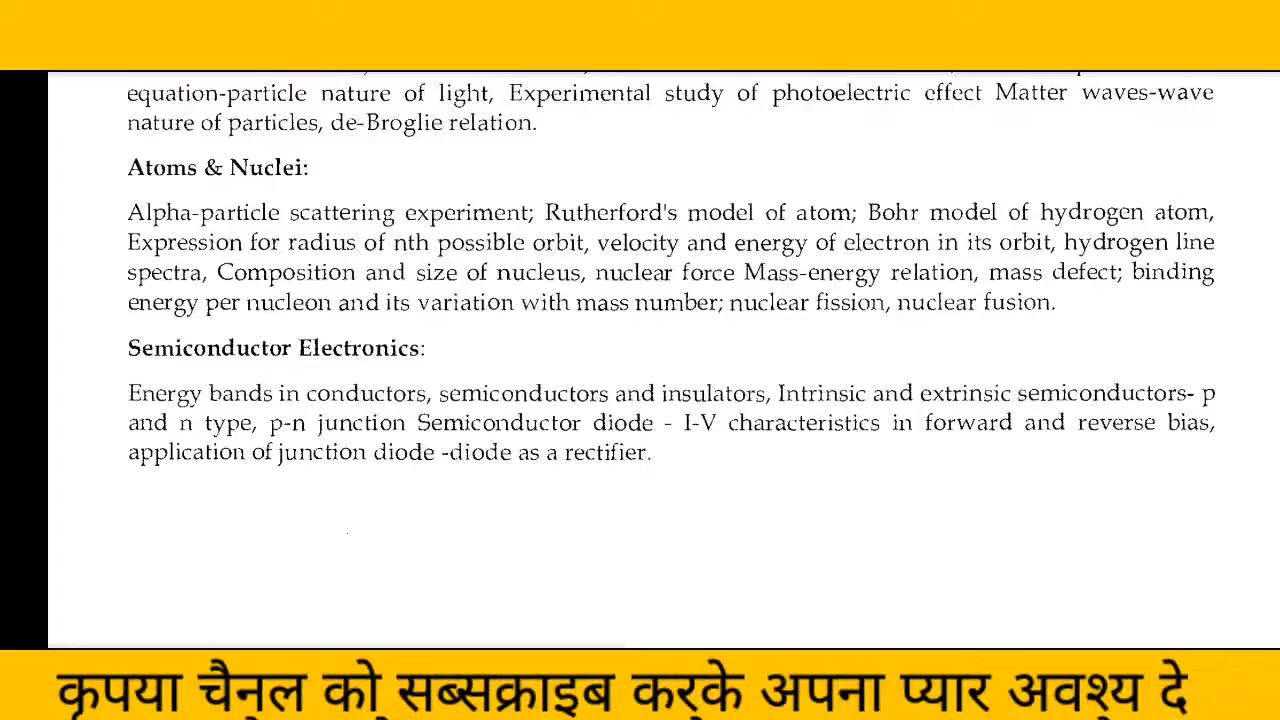 equation-particle nature of light, Experimental study of photoelectric effect Matter waves-wave
nature of particles, de-Broglie relation.
Atoms & Nuclei:
Alpha-particle scattering experiment; Rutherford's model of atom; Bohr model of hydrogen atom,
Expression for radius of nth possible orbit, velocity and energy of electron in its orbit, hydrogen line
spectra, Composition and size of nucleus, nuclear force Mass-energy relation, mass defect; binding
energy per nucleon and its variation with mass number; nuclear fission, nuclear fusion.
Semiconductor Electronics:
Energy bands in conductors, semiconductors and insulators, Intrinsic and extrinsic semiconductors- p
and n type, p-n junction Semiconductor diode - I-V characteristics in forward and reverse bias,
application of junction diode -diode as a rectifier.
कृपया चैनल को सब्सक्राइब करके अपना प्यार अवश्य दे